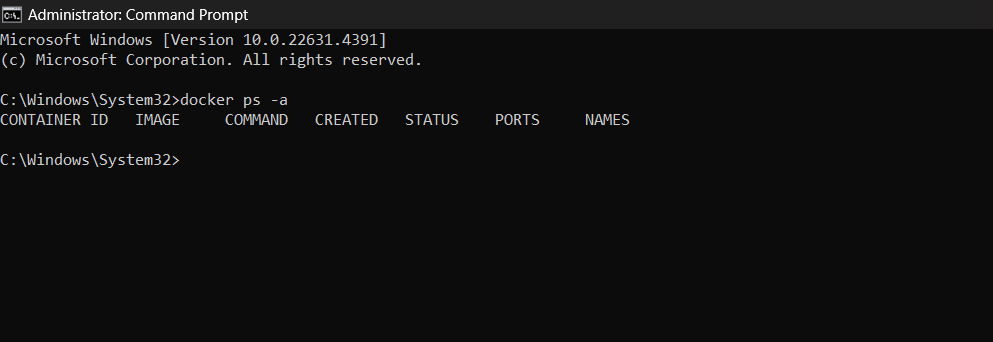 Administrator: Command Prompt
Microsoft Windows [Version 10.0.22631.4391]
(c) Microsoft Corporation. All rights reserved.
C:\Windows\System32>docker ps -a
CONTAINER ID   IMAGE     COMMAND   CREATED   STATUS    PORTS     NAMES
C:\Windows\System32>